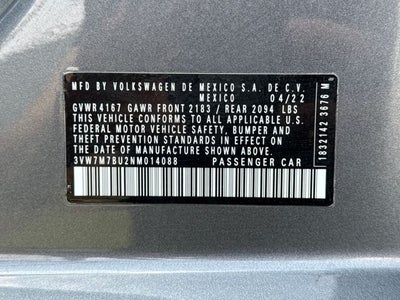 MFD BY VOLKSWAGEN DE MEXICO S.A. DE C.V.
MEXICO 04/22
GVWR 4167 GAWR FRONT 2183 / REAR 2094 LBS
THIS VEHICLE CONFORMS TO ALL APPLICABLE U.S.
FEDERAL MOTOR VEHICLE SAFETY, BUMPER AND
THEFT PREVENTION STANDARDS IN EFFECT ON
THE DATE OF MANUFACTURE SHOWN ABOVE
3VW7M7BU2NM014088 PASSENGER CAR
1832142 3676 M